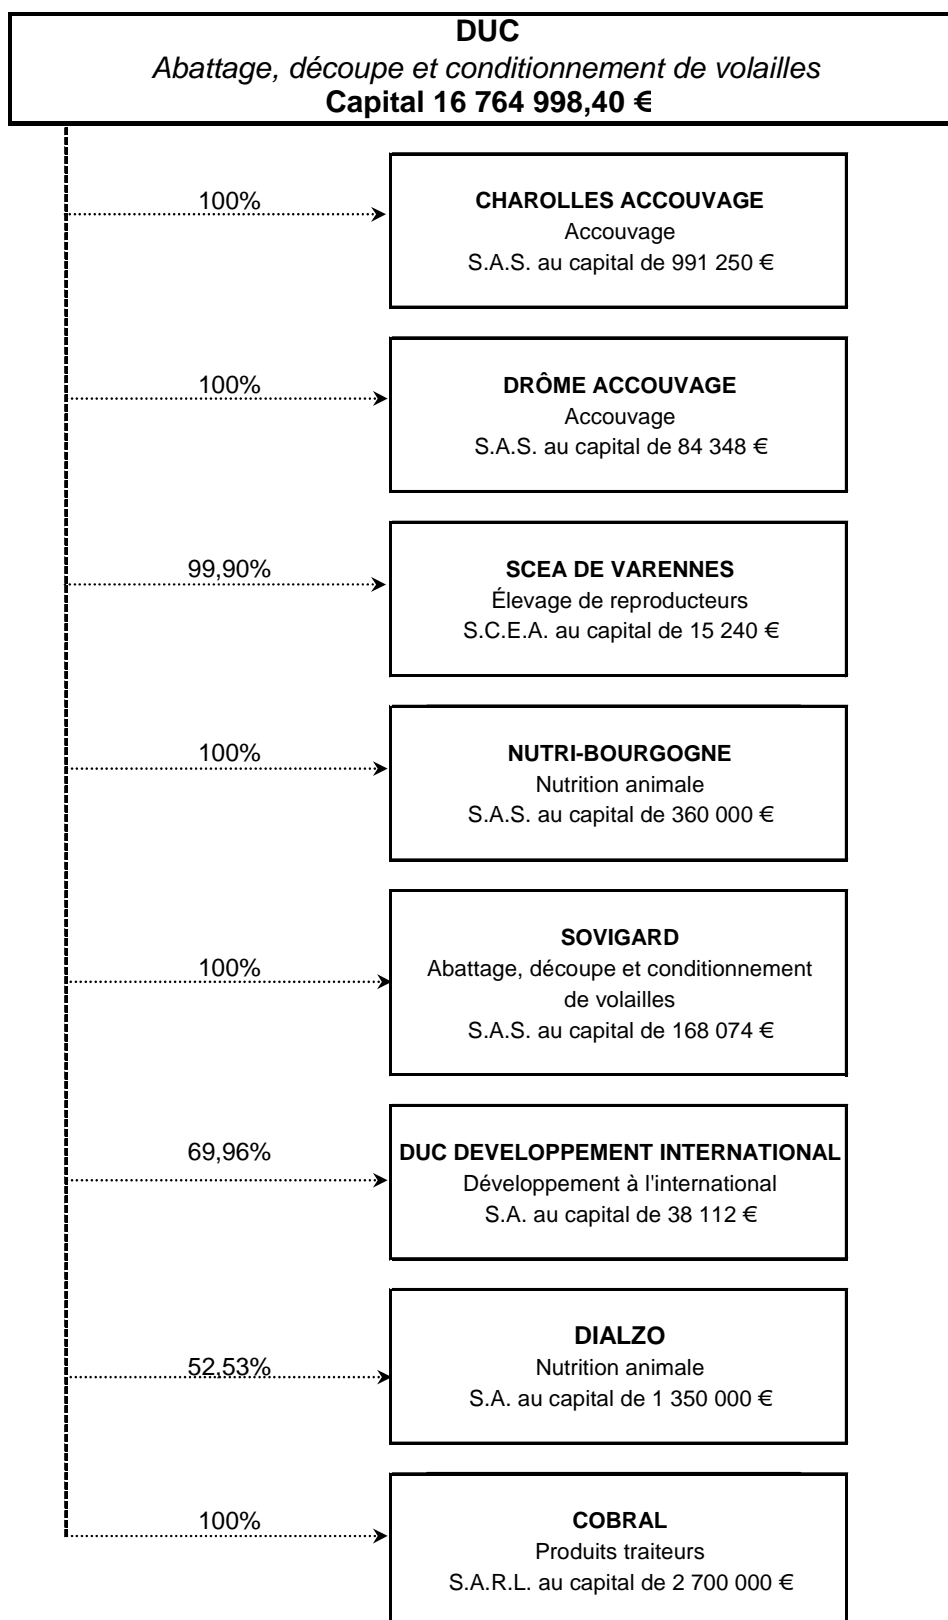 DUC
Abattage, découpe et conditionnement de volailles
Capital 16 764 998,40 €
100%
CHAROLLES ACCOUVAGE
Accouvage
S.A.S. au capital de 991 250 €
100%
DRÔME ACCOUVAGE
Accouvage
S.A.S. au capital de 84 348 €
99,90%
SCEA DE VARENNES
Élevage de reproducteurs
S.C.E.A. au capital de 15 240 €
100%
NUTRI-BOURGOGNE
Nutrition animale
S.A.S. au capital de 360 000 €
100%
SOVIGARD
Abattage, découpe et conditionnement
de volailles
S.A.S. au capital de 168 074 €
69,96%
DUC DEVELOPPEMENT INTERNATIONAL
Développement à l'international
S.A. au capital de 38 112 €
52,53%
DIALZO
Nutrition animale
S.A. au capital de 1 350 000 €
100%
COBRAL
Produits traiteurs
S.A.R.L. au capital de 2 700 000 €